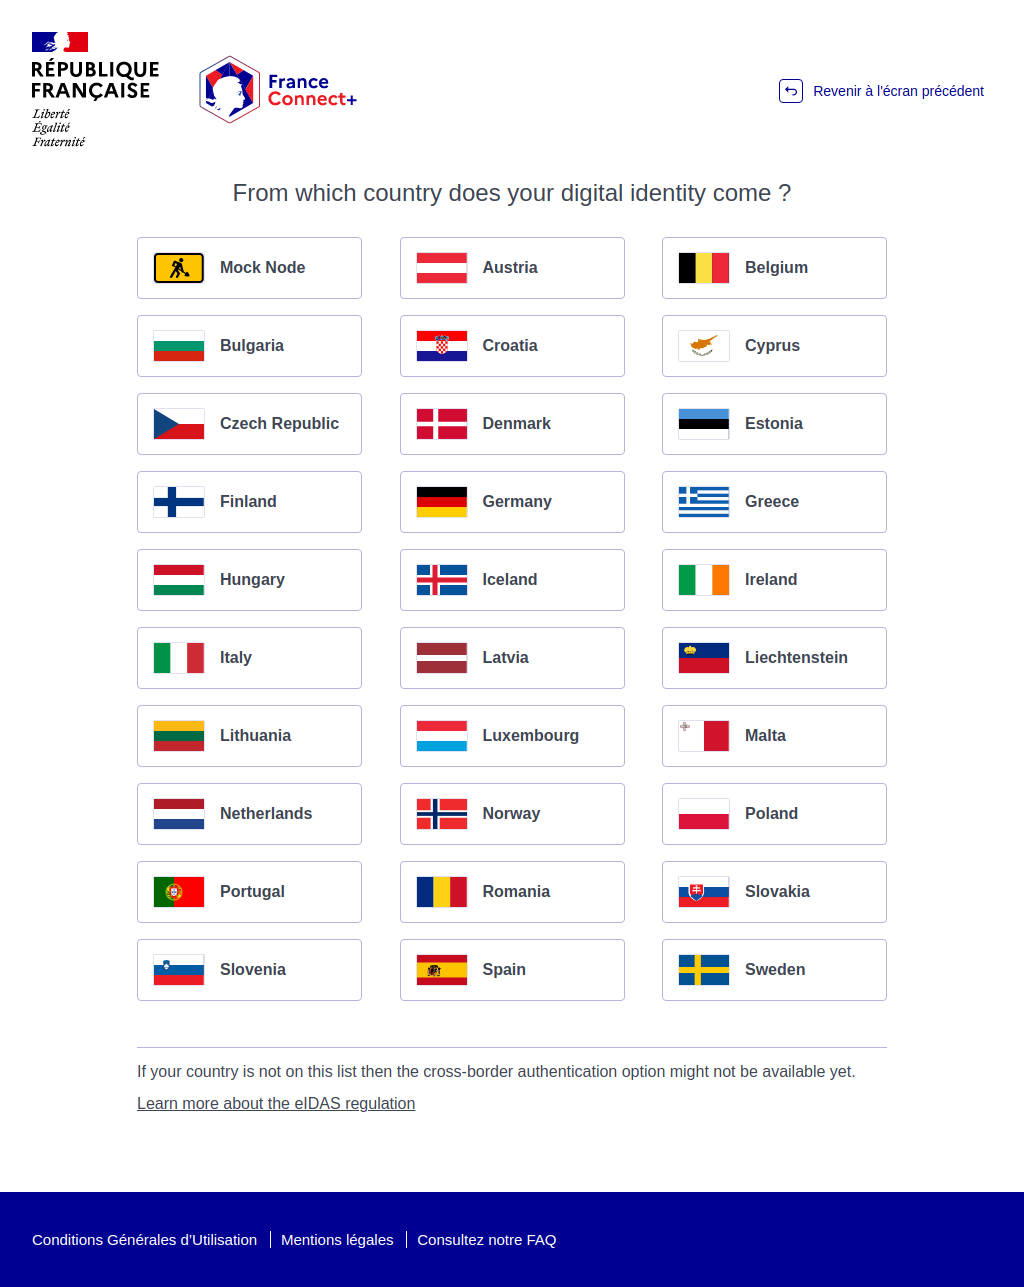 RÉPUBLIQUE
FRANÇAISE
Liberté
Égalité
Fraternité
France
Connect+
Revenir à l'écran précédent
From which country does your digital identity come ?
Mock Node
Austria
Belgium
Bulgaria
Croatia
Cyprus
Czech Republic
Denmark
Estonia
Finland
Germany
Greece
Hungary
Iceland
Ireland
Italy
Latvia
Liechtenstein
Lithuania
Luxembourg
Malta
Netherlands
Norway
Poland
Portugal
Romania
Slovakia
Slovenia
Spain
Sweden
If your country is not on this list then the cross-border authentication option might not be available yet.
Learn more about the eIDAS regulation
Conditions Générales d’Utilisation
Mentions légales
Consultez notre FAQ